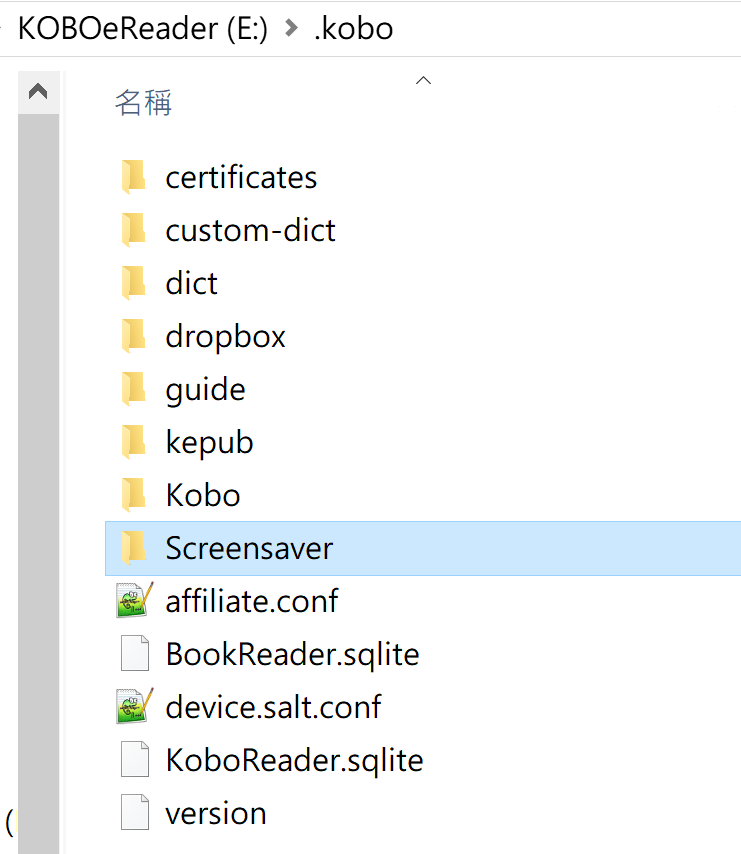 KOBOeReader (E:) > .kobo
名稱
certificates
custom-dict
dict
dropbox
guide
kepub
Kobo
Screensaver
affiliate.conf
BookReader.sqlite
device.salt.conf
KoboReader.sqlite
version
(